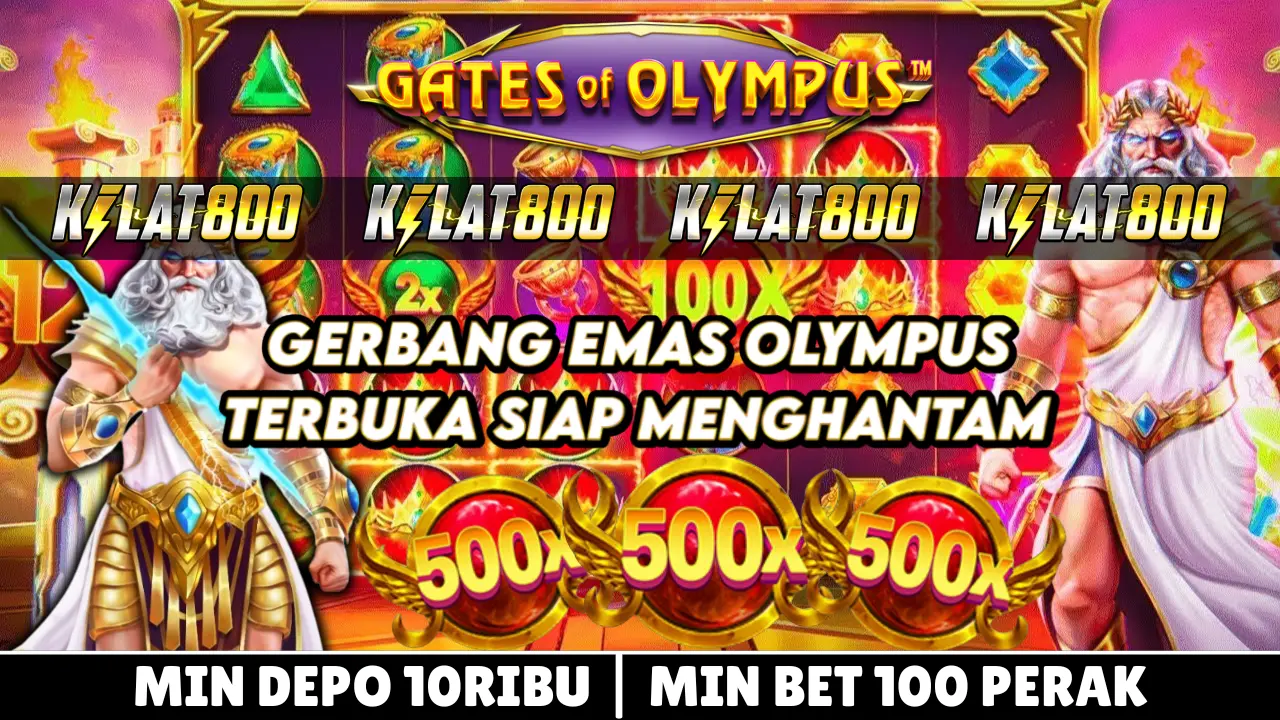 GATES of OLYMPUS™
KILAT800 KILAT800 KILAT800 KILAT800
2x 100X
GERBANG EMAS OLYMPUS
TERBUKA SIAP MENGHANTAM
500x 500x 500x
MIN DEPO 10RIBU | MIN BET 100 PERAK